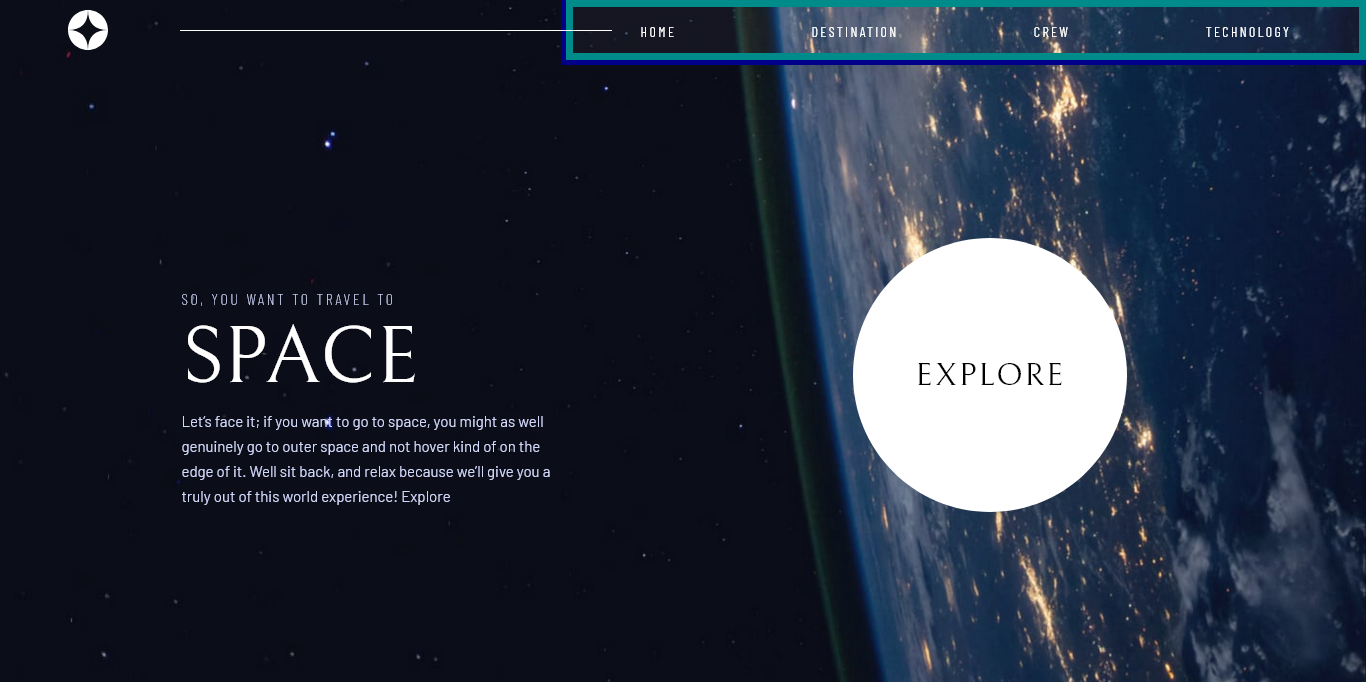 HOME DESTINATION CREW TECHNOLOGY
SO, YOU WANT TO TRAVEL TO
SPACE
Let’s face it; if you want to go to space, you might as well
genuinely go to outer space and not hover kind of on the
edge of it. Well sit back, and relax because we’ll give you a
truly out of this world experience! Explore
EXPLORE